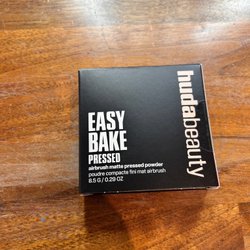 EASY
BAKE
PRESSED
airbrush matte pressed powder
poudre compacte fini mat airbrush
8.5 G / 0.29 OZ
hudabeauty